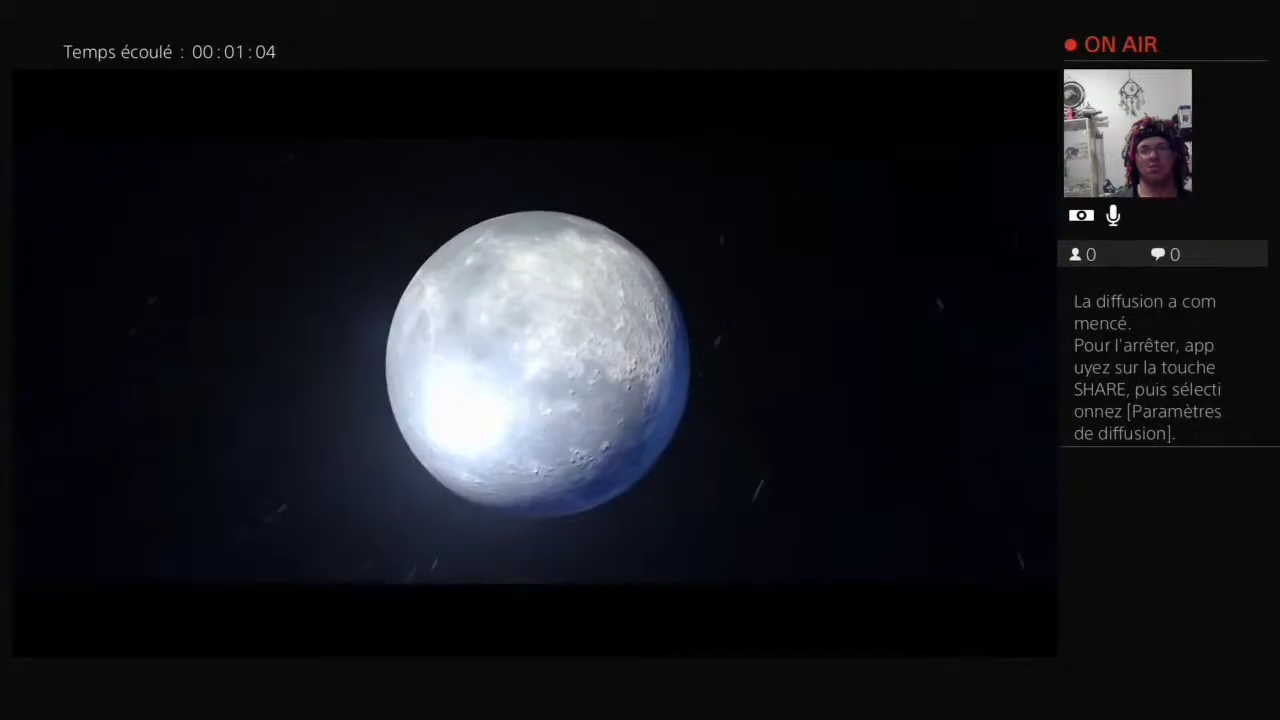 Temps écoulé : 00:01:04
ON AIR
0 0
La diffusion a com
mencé.
Pour l'arrêter, app
uyez sur la touche
SHARE, puis sélecti
onnez [Paramètres
de diffusion].